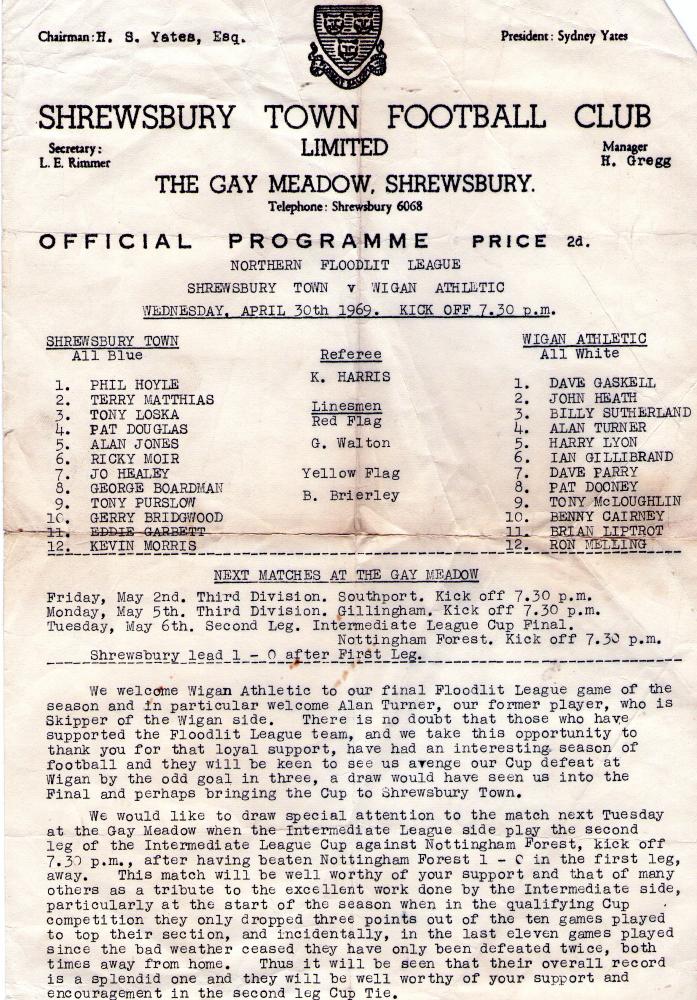 Chairman: H. S. Yates, Esq.
President: Sydney Yates
SHREWSBURY TOWN FOOTBALL CLUB
LIMITED
Secretary:
L. E. Rimmer
Manager
H. Gregg
THE GAY MEADOW, SHREWSBURY.
Telephone: Shrewsbury 6068
OFFICIAL PROGRAMME PRICE 2d.
NORTHERN FLOODLIT LEAGUE
SHREWSBURY TOWN v WIGAN ATHLETIC
WEDNESDAY, APRIL 30th 1969. KICK OFF 7.30 p.m.
SHREWSBURY TOWN
All Blue
1. PHIL HOYLE
2. TERRY MATTHIAS
3. TONY LOSKA
4. PAT DOUGLAS
5. ALAN JONES
6. RICKY MOIR
7. JO HEALEY
8. GEORGE BOARDMAN
9. TONY PURSLOW
10. GERRY BRIDGWOOD
11. EDDIE GARBETT
12. KEVIN MORRIS
Referee
K. HARRIS
Linesmen
Red Flag
G. Walton
Yellow Flag
B. Brierley
WIGAN ATHLETIC
All White
1. DAVE GASKELL
2. JOHN HEATH
3. BILLY SUTHERLAND
4. ALAN TURNER
5. HARRY LYON
6. IAN GILLIBRAND
7. DAVE PARRY
8. PAT DOONEY
9. TONY McLOUGHLIN
10. BENNY CAIRNEY
11. BRIAN LIPTROT
12. RON MELLING
NEXT MATCHES AT THE GAY MEADOW
Friday, May 2nd. Third Division. Southport. Kick off 7.30 p.m.
Monday, May 5th. Third Division. Gillingham. Kick off 7.30 p.m.
Tuesday, May 6th. Second Leg. Intermediate League Cup Final.
Nottingham Forest. Kick off 7.30 p.m.
Shrewsbury lead 1 - 0 after First Leg.
We welcome Wigan Athletic to our final Floodlit League game of the
season and in particular welcome Alan Turner, our former player, who is
Skipper of the Wigan side. There is no doubt that those who have
supported the Floodlit League team, and we take this opportunity to
thank you for that loyal support, have had an interesting season of
football and they will be keen to see us avenge our Cup defeat at
Wigan by the odd goal in three, a draw would have seen us into the
Final and perhaps bringing the Cup to Shrewsbury Town.
We would like to draw special attention to the match next Tuesday
at the Gay Meadow when the Intermediate League side play the second
leg of the Intermediate League Cup against Nottingham Forest, kick off
7.30 p.m., after having beaten Nottingham Forest 1 - 0 in the first leg,
away. This match will be well worthy of your support and that of many
others as a tribute to the excellent work done by the Intermediate side,
particularly at the start of the season when in the qualifying Cup
competition they only dropped three points out of the ten games played
to top their section, and incidentally, in the last eleven games played
since the bad weather ceased they have only been defeated twice, both
times away from home. Thus it will be seen that their overall record
is a splendid one and they will be well worthy of your support and
encouragement in the second leg Cup Tie.